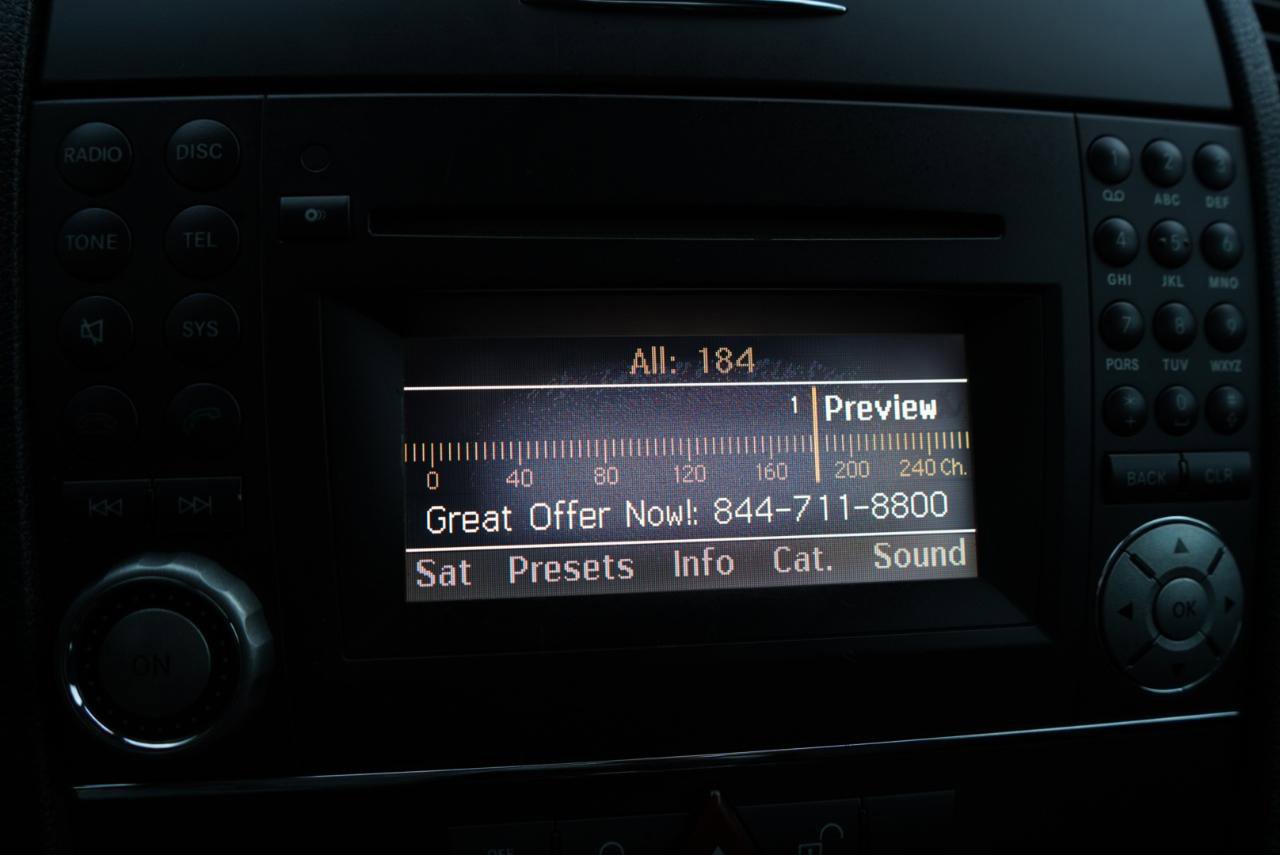 RADIO DISC
TONE TEL
SYS
ON
All: 184
1 Preview
0 40 80 120 160 200 240 Ch.
Great Offer Now!: 844-711-8800
Sat Presets Info Cat. Sound
1 2 3
ABC DEF
4 5 6
GHI JKL MNO
7 8 9
PQRS TUV WXYZ
* 0 #
+
BACK CLR
OK
OFF